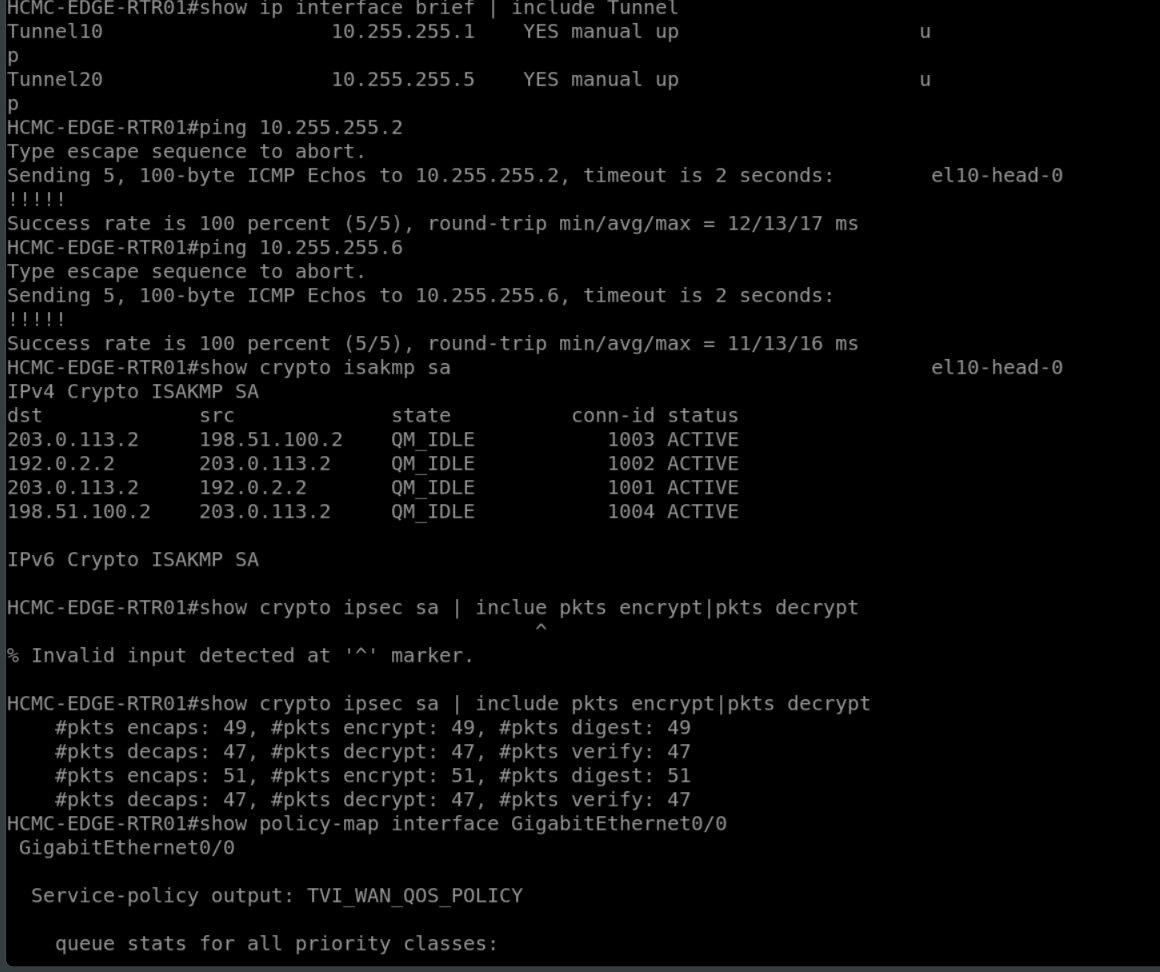 HCMC-EDGE-RTR01#show ip interface brief | include Tunnel
Tunnel10                   10.255.255.1    YES manual up                    u
p
Tunnel20                   10.255.255.5    YES manual up                    u
p
HCMC-EDGE-RTR01#ping 10.255.255.2
Type escape sequence to abort.
Sending 5, 100-byte ICMP Echos to 10.255.255.2, timeout is 2 seconds:        el10-head-0
!!!!!
Success rate is 100 percent (5/5), round-trip min/avg/max = 12/13/17 ms
HCMC-EDGE-RTR01#ping 10.255.255.6
Type escape sequence to abort.
Sending 5, 100-byte ICMP Echos to 10.255.255.6, timeout is 2 seconds:
!!!!!
Success rate is 100 percent (5/5), round-trip min/avg/max = 11/13/16 ms
HCMC-EDGE-RTR01#show crypto isakmp sa                                        el10-head-0
IPv4 Crypto ISAKMP SA
dst             src             state          conn-id status
203.0.113.2     198.51.100.2    QM_IDLE           1003 ACTIVE
192.0.2.2       203.0.113.2     QM_IDLE           1002 ACTIVE
203.0.113.2     192.0.2.2       QM_IDLE           1001 ACTIVE
198.51.100.2    203.0.113.2     QM_IDLE           1004 ACTIVE

IPv6 Crypto ISAKMP SA

HCMC-EDGE-RTR01#show crypto ipsec sa | inclue pkts encrypt|pkts decrypt
                                            ^
% Invalid input detected at '^' marker.

HCMC-EDGE-RTR01#show crypto ipsec sa | include pkts encrypt|pkts decrypt
    #pkts encaps: 49, #pkts encrypt: 49, #pkts digest: 49
    #pkts decaps: 47, #pkts decrypt: 47, #pkts verify: 47
    #pkts encaps: 51, #pkts encrypt: 51, #pkts digest: 51
    #pkts decaps: 47, #pkts decrypt: 47, #pkts verify: 47
HCMC-EDGE-RTR01#show policy-map interface GigabitEthernet0/0
 GigabitEthernet0/0

  Service-policy output: TVI_WAN_QOS_POLICY

    queue stats for all priority classes: